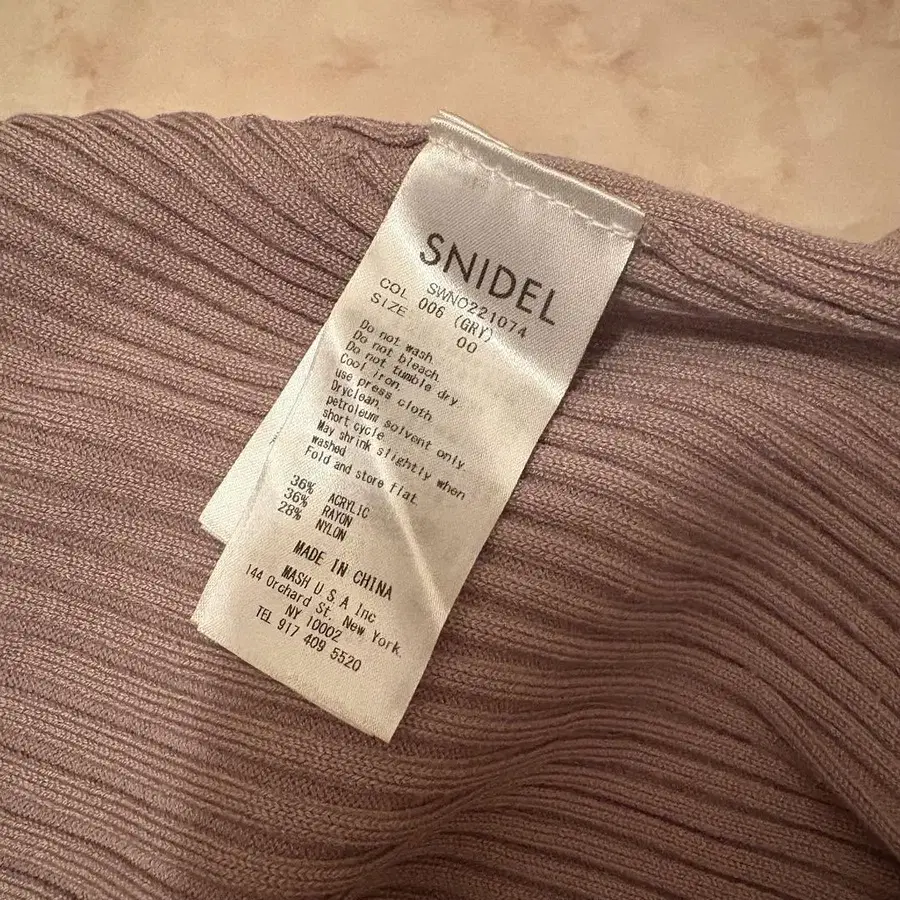 SNIDEL
SWNO221074
COL 006 (GRY)
SIZE 00
Do not wash.
Do not bleach.
Do not tumble dry.
Cool iron.
use press cloth.
Dryclean.
petroleum solvent only.
short cycle
May shrink slightly when
washed.
Fold and store flat.
36% ACRYLIC
36% RAYON
28% NYLON
MADE IN CHINA
MASH U S A Inc
144 Orchard St. New York.
NY 10002
TEL 917 409 5520